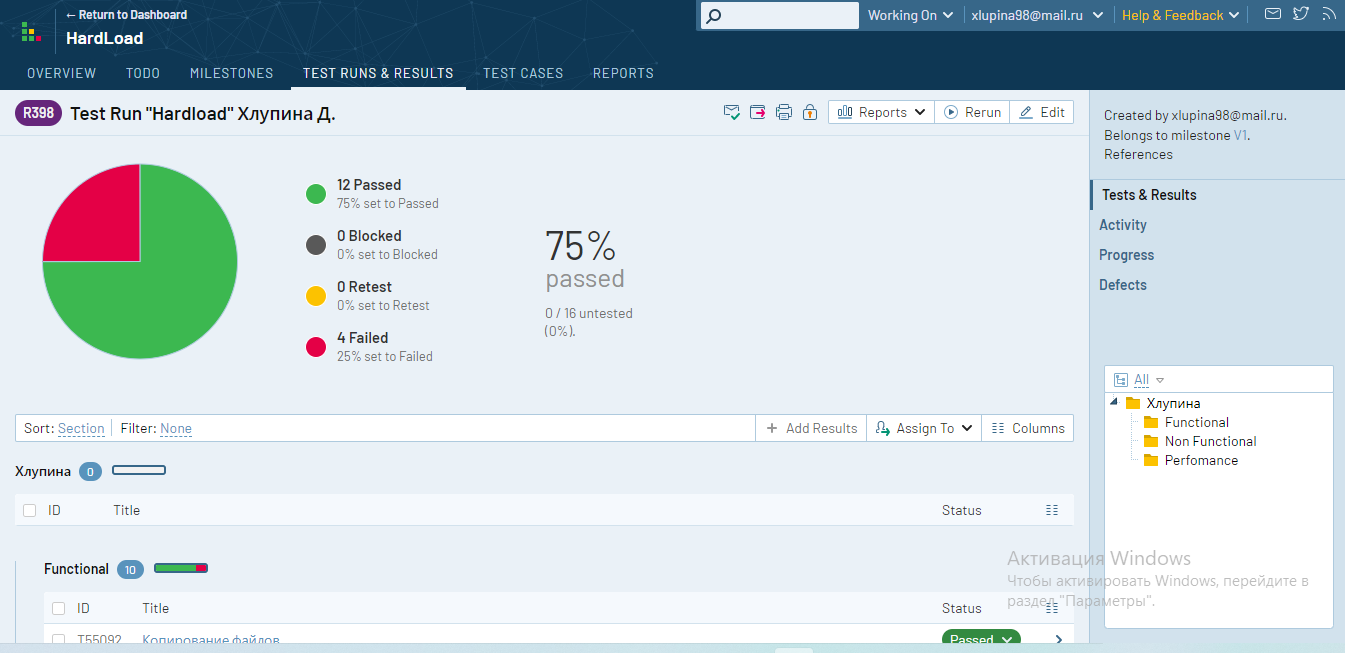 ← Return to Dashboard
HardLoad
Working On
xlupina98@mail.ru
Help & Feedback
OVERVIEW TODO MILESTONES TEST RUNS & RESULTS TEST CASES REPORTS
R398 Test Run "Hardload" Хлупина Д.
Reports Rerun Edit
12 Passed
75% set to Passed
0 Blocked
0% set to Blocked
0 Retest
0% set to Retest
4 Failed
25% set to Failed
75%
passed
0 / 16 untested
(0%).
Sort: Section Filter: None
Add Results Assign To Columns
Хлупина 0
ID Title Status
Functional 10
ID Title Status
T55092 Копирование файлов Passed
Created by xlupina98@mail.ru.
Belongs to milestone V1.
References
Tests & Results
Activity
Progress
Defects
All
Хлупина
Functional
Non Functional
Perfomance
Активация Windows
Чтобы активировать Windows, перейдите в
раздел "Параметры".